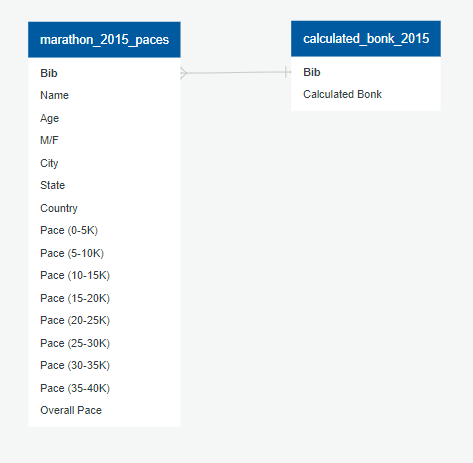 marathon_2015_paces
Bib
Name
Age
M/F
City
State
Country
Pace (0-5K)
Pace (5-10K)
Pace (10-15K)
Pace (15-20K)
Pace (20-25K)
Pace (25-30K)
Pace (30-35K)
Pace (35-40K)
Overall Pace
calculated_bonk_2015
Bib
Calculated Bonk